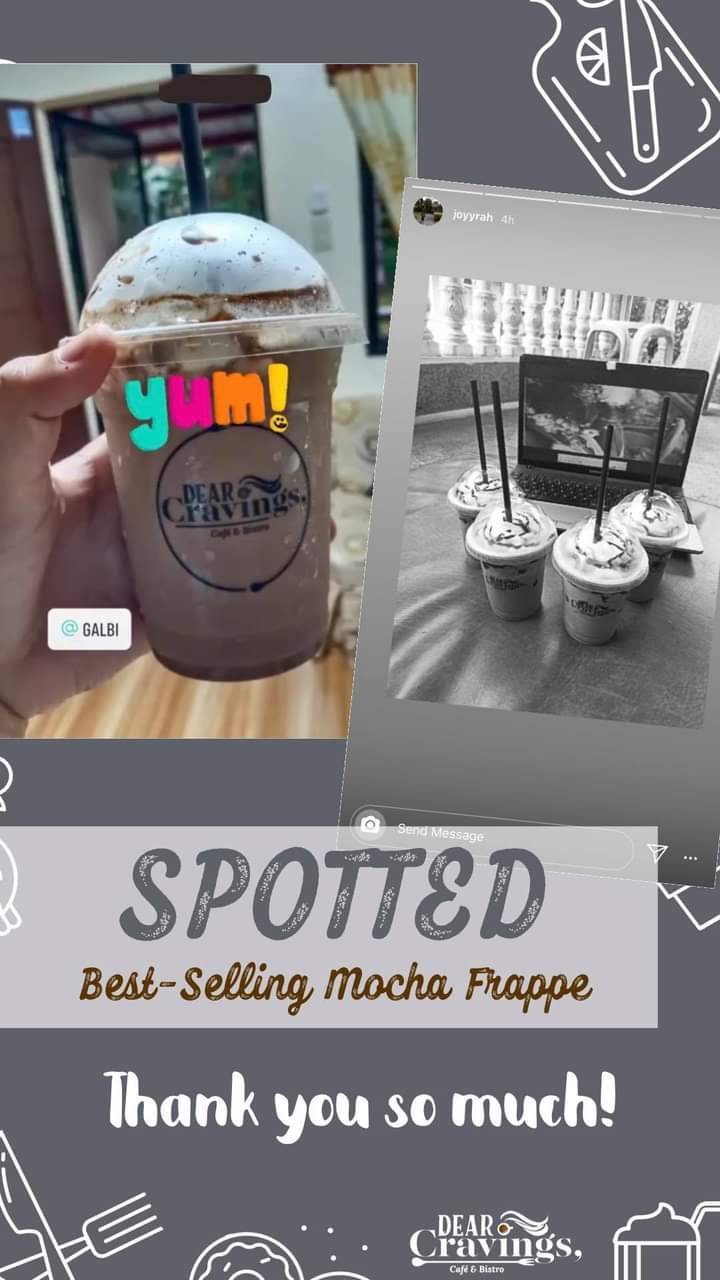 joyyrah 4h
yum!
DEAR
Cravings,
Café & Bistro
@ GALBI
Send Message
SPOTTED
Best-Selling Mocha Frappe
Thank you so much!
DEAR
Cravings,
Café & Bistro